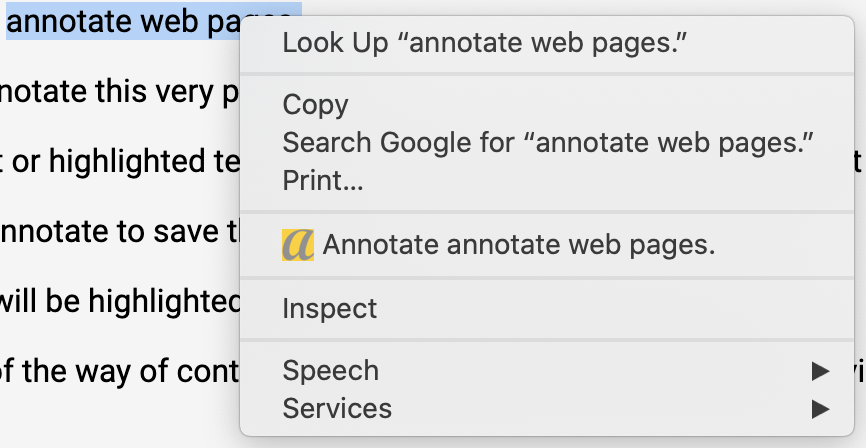 annotate web pages.
notate this very p
t or highlighted te
nnotate to save t
will be highlighted
of the way of cont
Look Up “annotate web pages.”
Copy
Search Google for “annotate web pages.”
Print...
a Annotate annotate web pages.
Inspect
Speech
Services